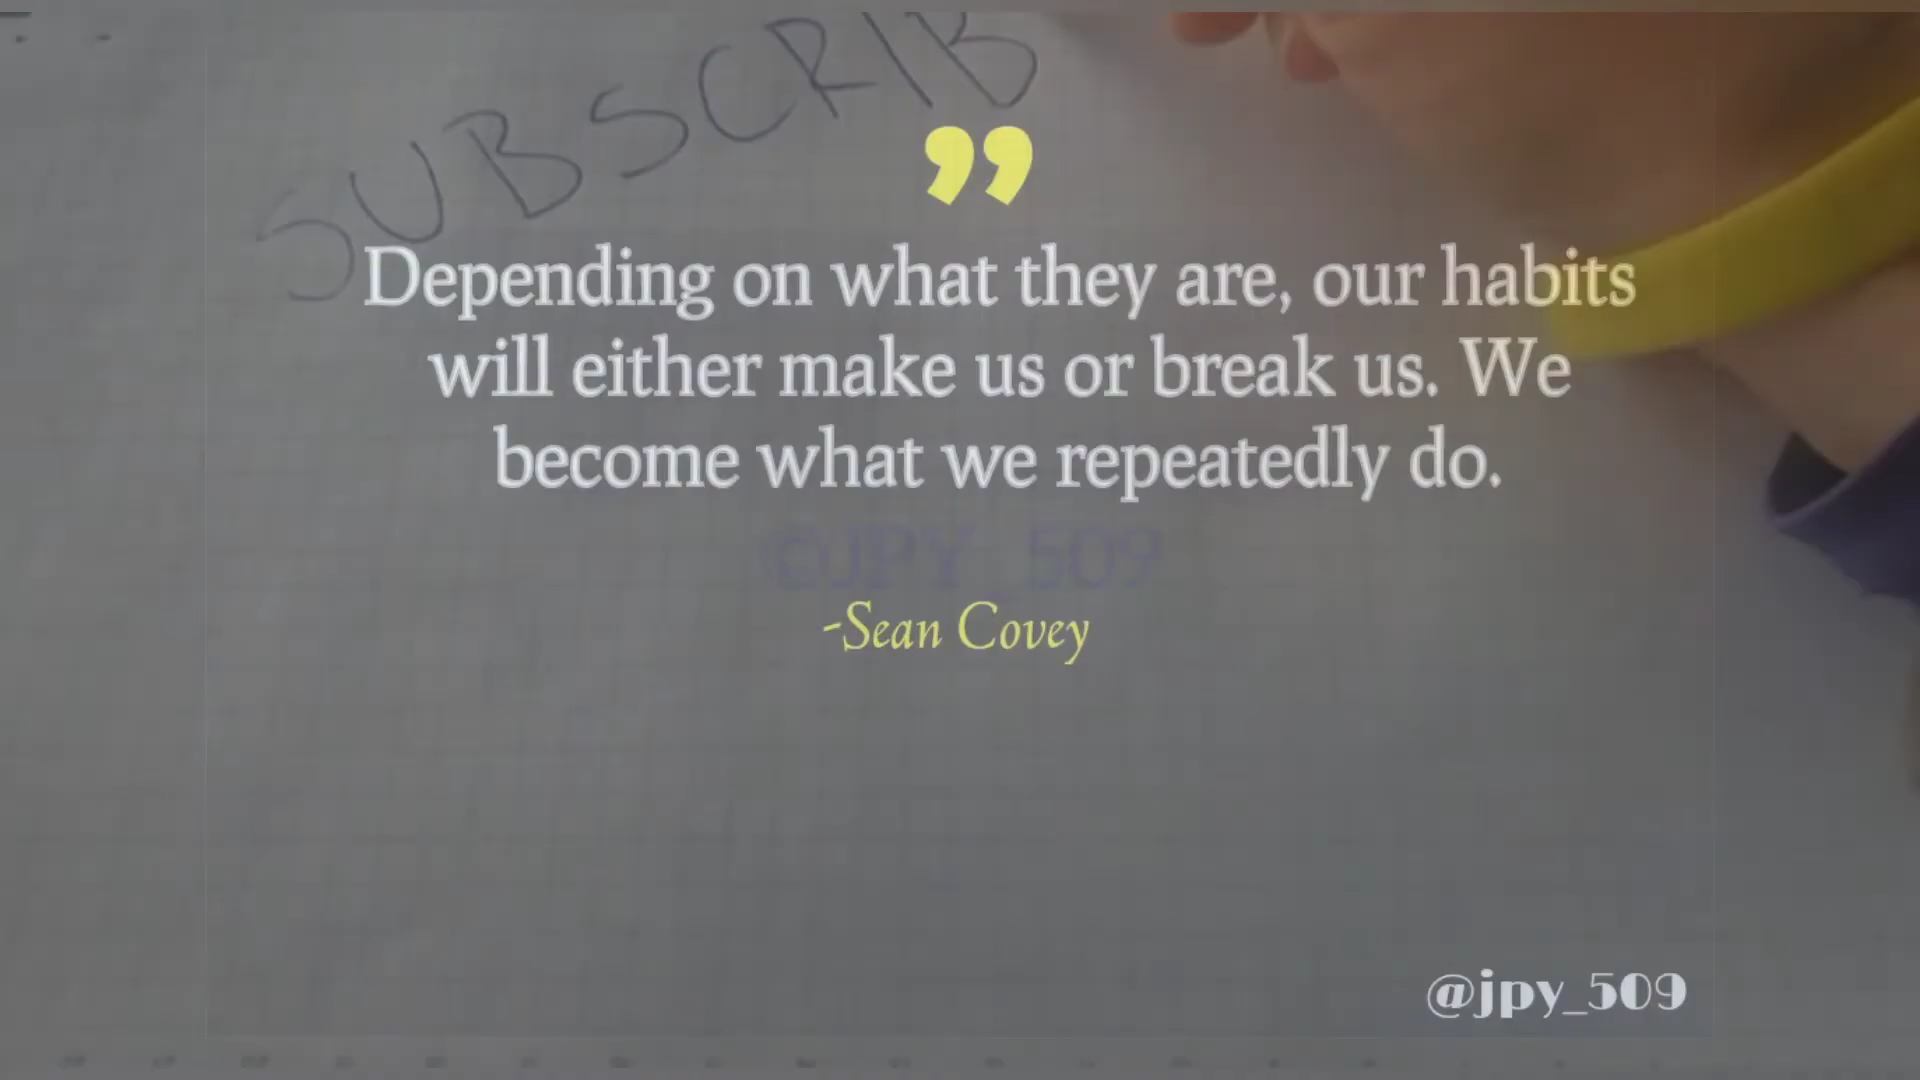 SUBSCRIB
”
Depending on what they are, our habits
will either make us or break us. We
become what we repeatedly do.
©JPY_509
-Sean Covey
@jpy_509